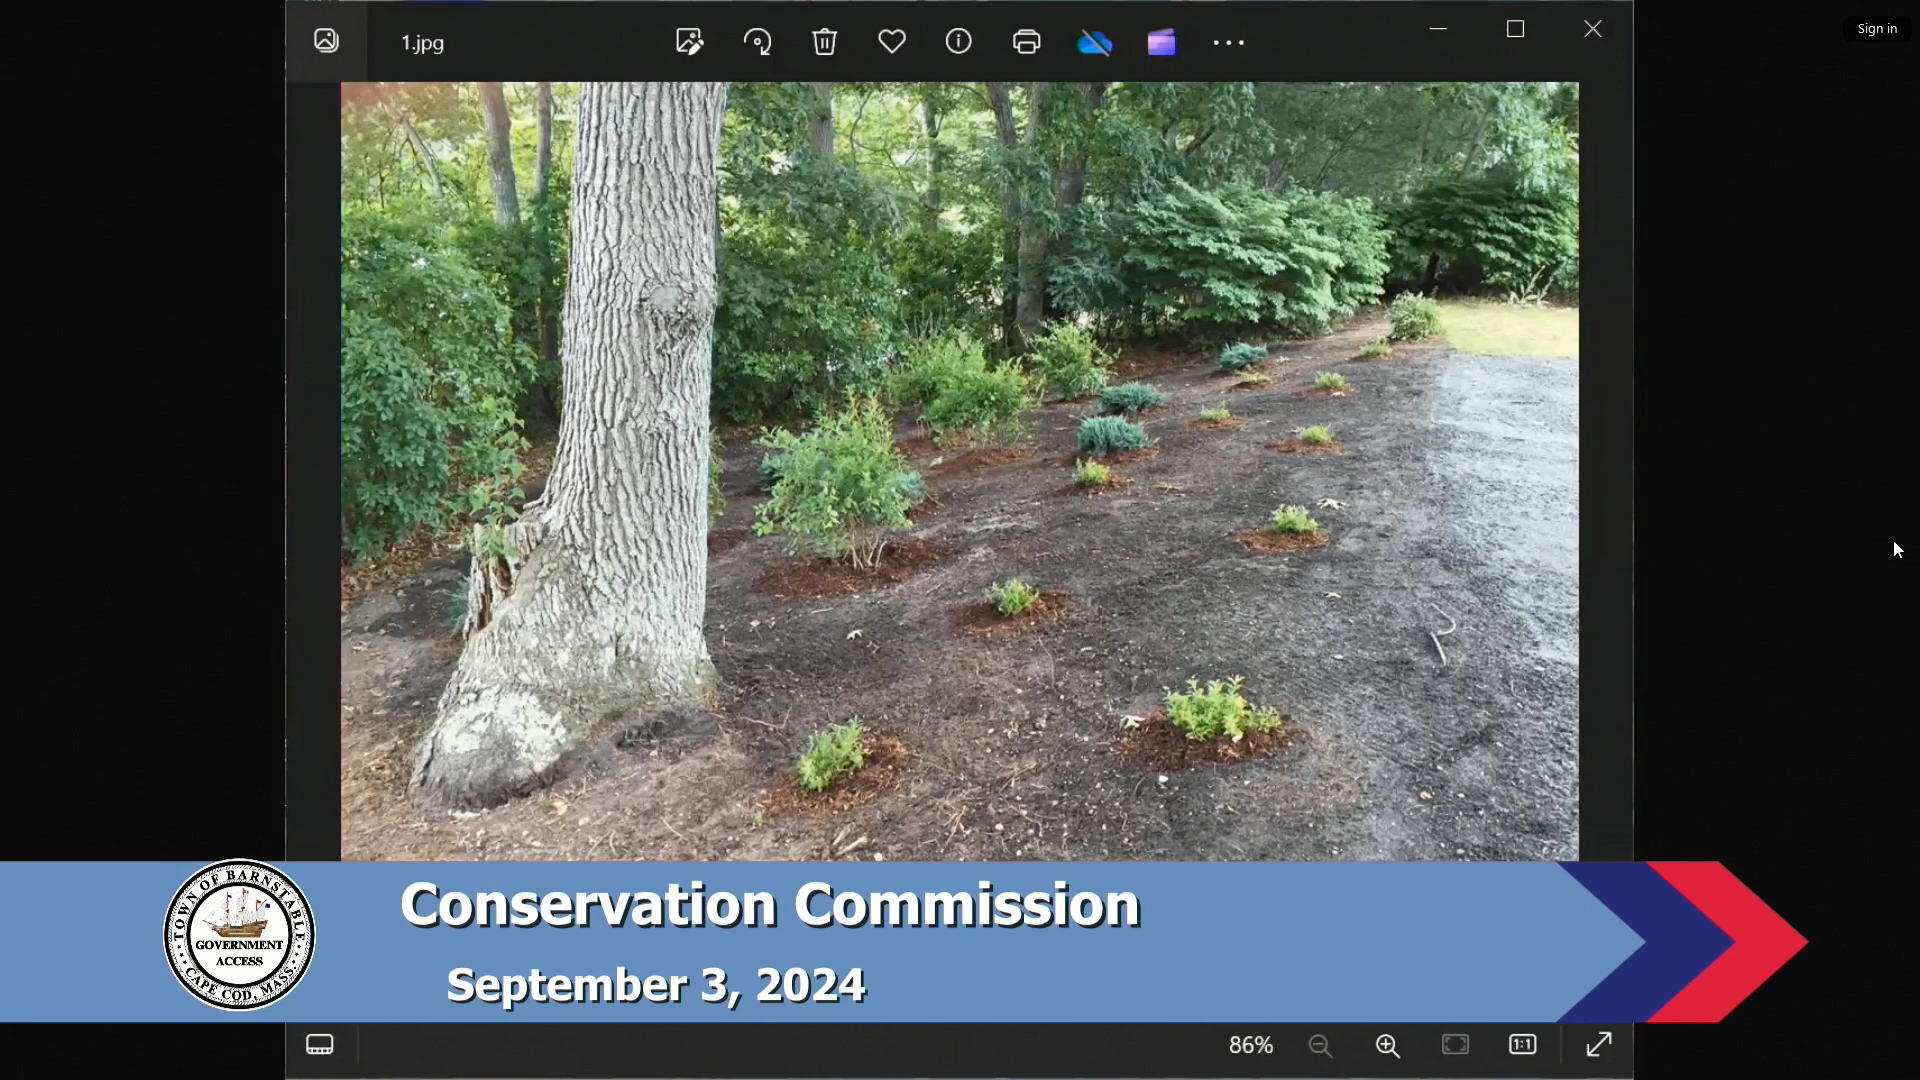 1.jpg
Sign in
TOWN OF BARNSTABLE
GOVERNMENT
ACCESS
CAPE COD, MASS.
Conservation Commission
September 3, 2024
86%
1:1